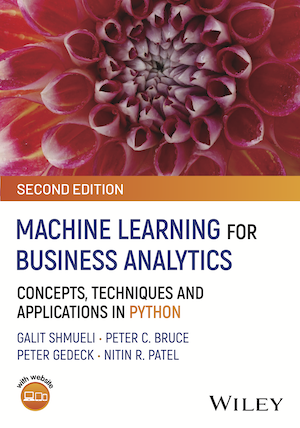 SECOND EDITION
MACHINE LEARNING FOR
BUSINESS ANALYTICS
CONCEPTS, TECHNIQUES AND
APPLICATIONS IN PYTHON
GALIT SHMUELI · PETER C. BRUCE
PETER GEDECK · NITIN R. PATEL
with website
WILEY